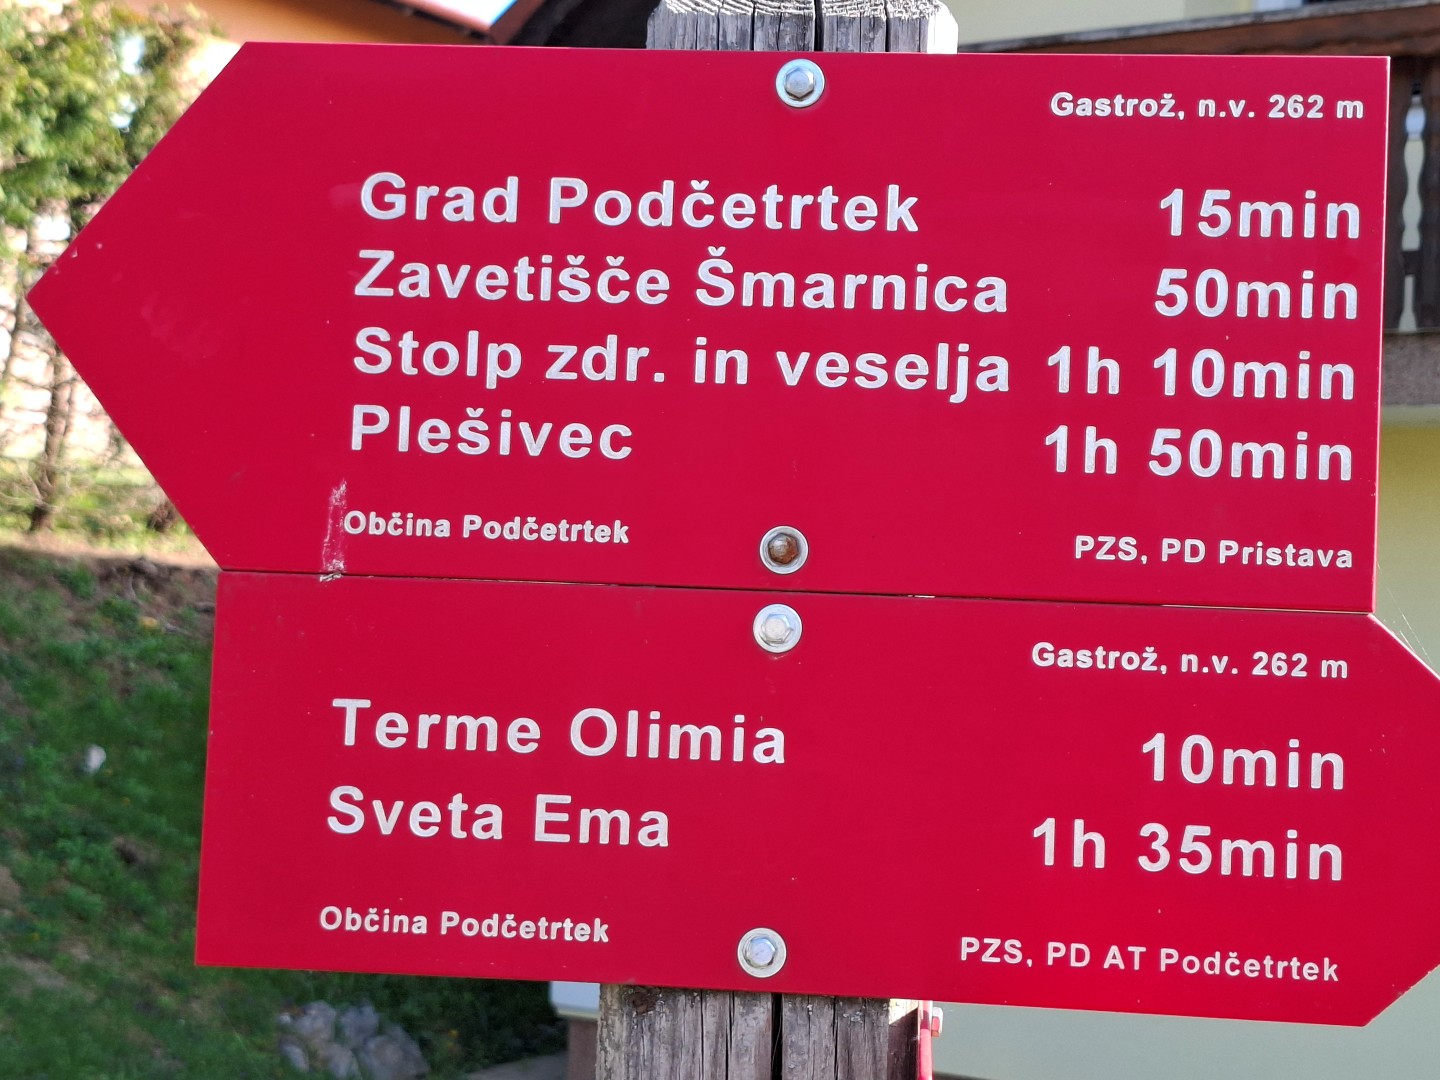 Gastrož, n.v. 262 m
Grad Podčetrtek 15min
Zavetišče Šmarnica 50min
Stolp zdr. in veselja 1h 10min
Plešivec 1h 50min
Občina Podčetrtek PZS, PD Pristava
Gastrož, n.v. 262 m
Terme Olimia 10min
Sveta Ema 1h 35min
Občina Podčetrtek PZS, PD AT Podčetrtek